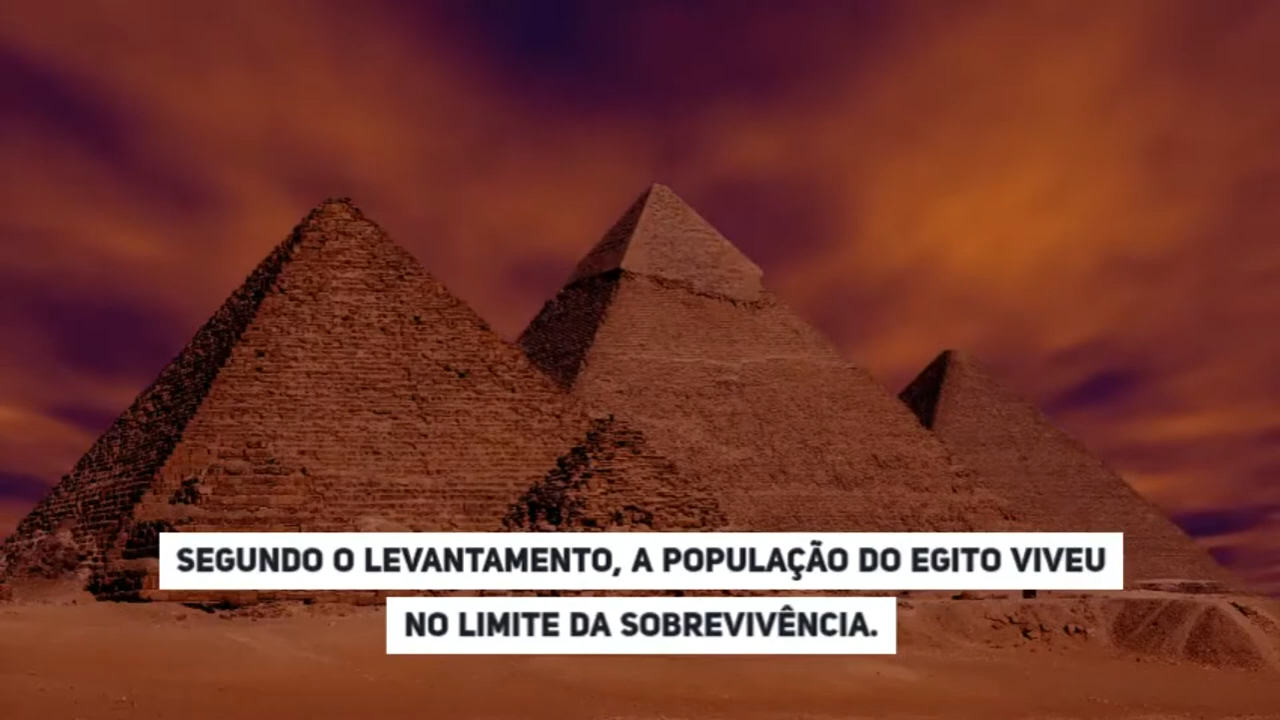 SEGUNDO O LEVANTAMENTO, A POPULAÇÃO DO EGITO VIVEU
NO LIMITE DA SOBREVIVÊNCIA.